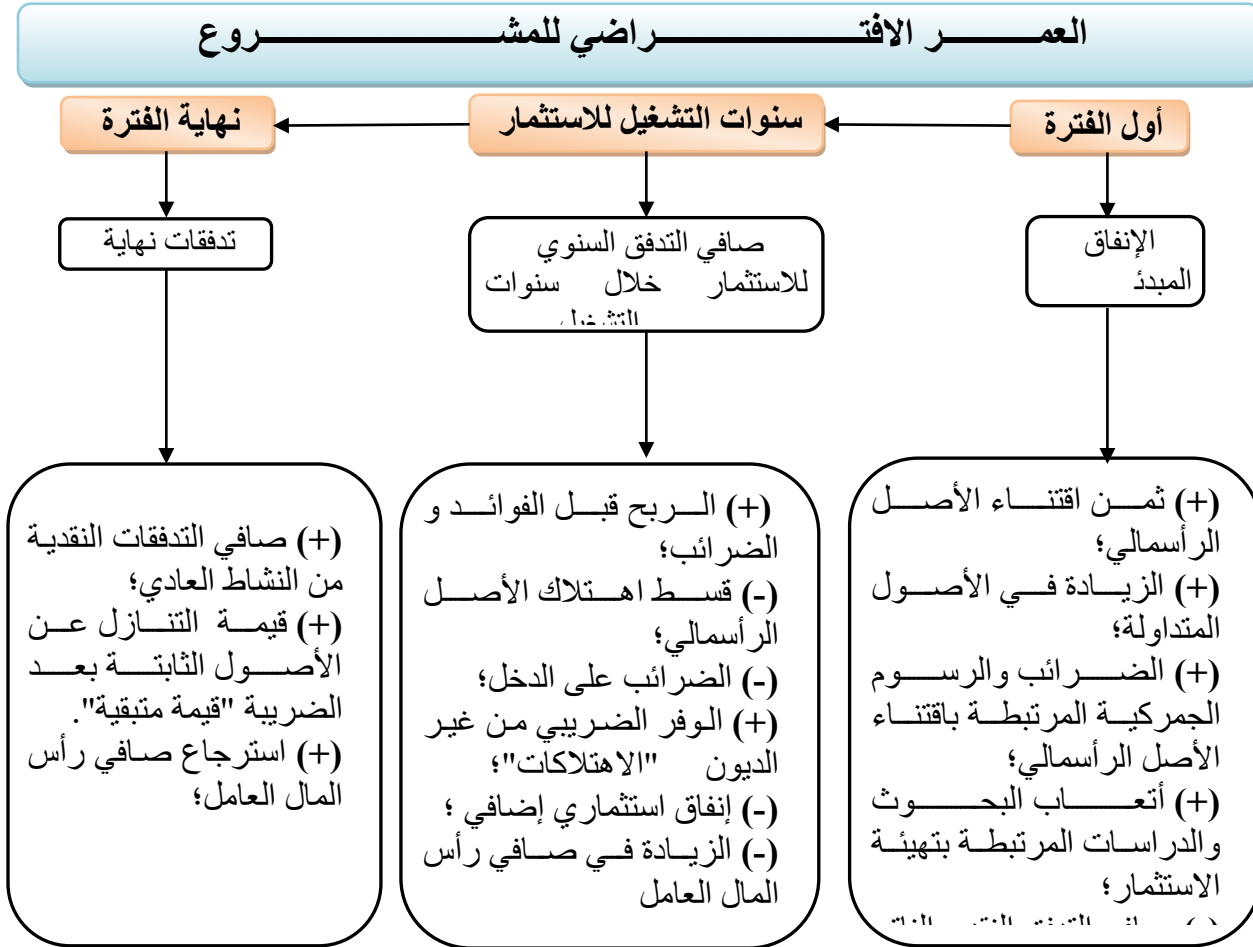 العمر الافتراضي للمشروع
أول الفترة
سنوات التشغيل للاستثمار
نهاية الفترة
الإنفاق
المبدئ
صافي التدفق السنوي
للاستثمار خلال سنوات
التشغيل
تدفقات نهاية
(+) ثمن اقتناء الأصل
الرأسمالي؛
(+) الزيادة في الأصول
المتداولة؛
(+) الضرائب والرسوم
الجمركية المرتبطة باقتناء
الأصل الرأسمالي؛
(+) أتعاب البحوث
والدراسات المرتبطة بتهيئة
الاستثمار؛
(+) الربح قبل الفوائد و
الضرائب؛
(-) قسط اهتلاك الأصل
الرأسمالي؛
(-) الضرائب على الدخل؛
(+) الوفر الضريبي من غير
الديون "الاهتلاكات"؛
(-) إنفاق استثماري إضافي ؛
(-) الزيادة في صافي رأس
المال العامل
(+) صافي التدفقات النقدية
من النشاط العادي؛
(+) قيمة التنازل عن
الأصول الثابتة بعد
الضريبة "قيمة متبقية".
(+) استرجاع صافي رأس
المال العامل؛